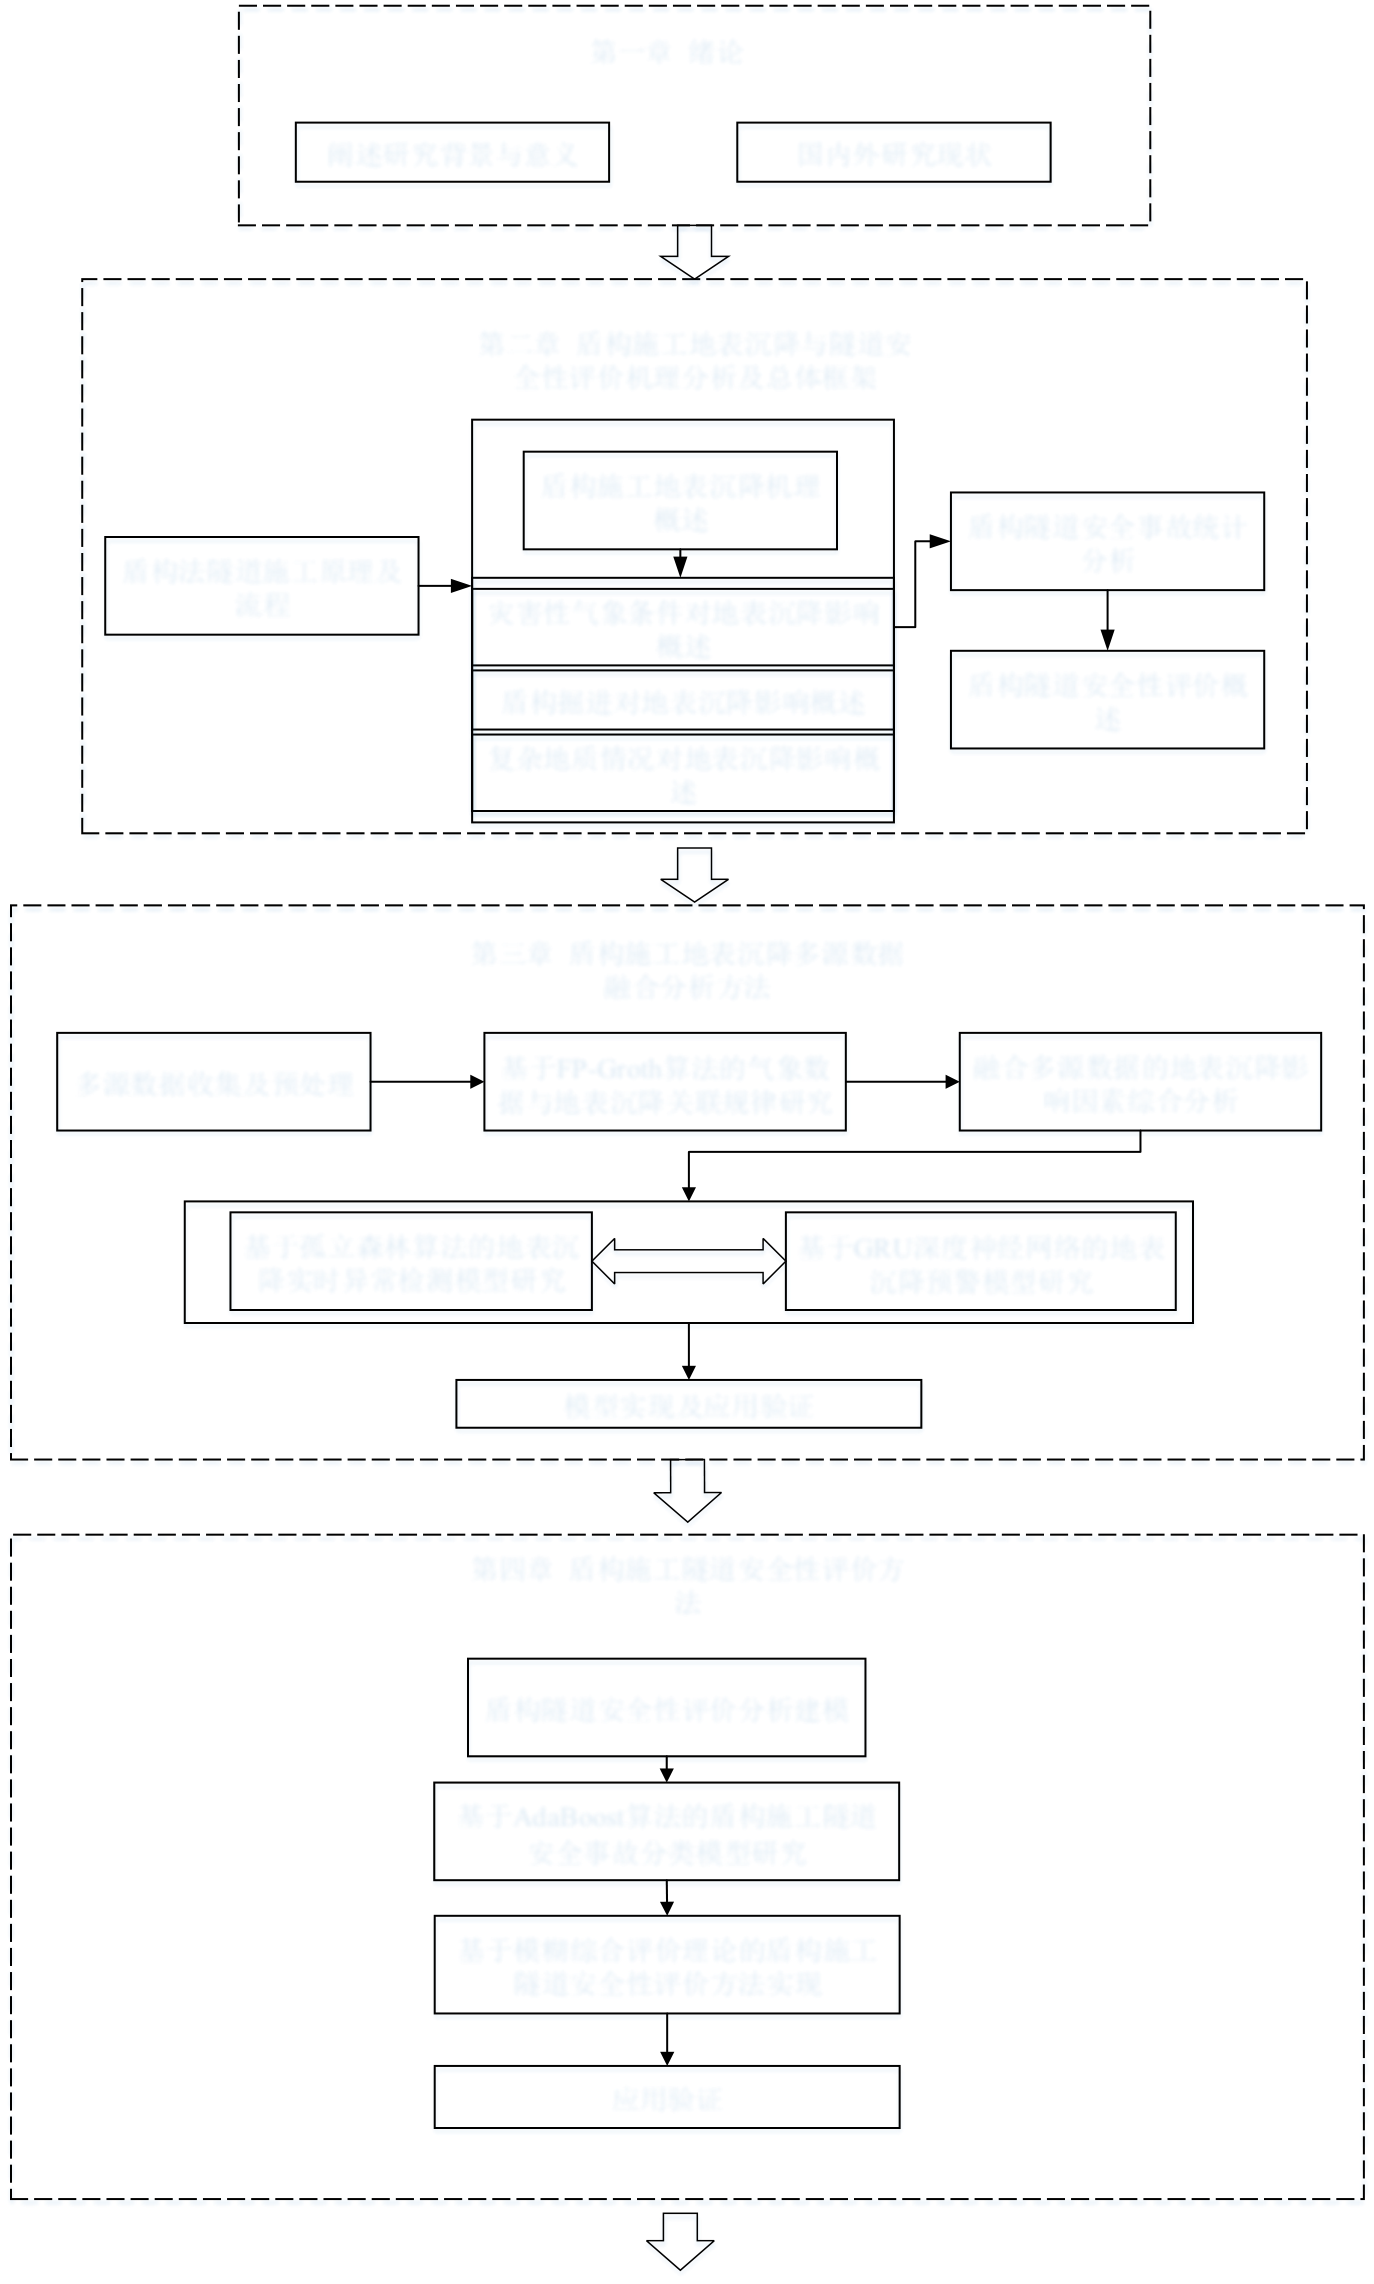 第一章 绪论
阐述研究背景与意义
国内外研究现状
第二章 盾构施工地表沉降与隧道安
全性评价机理分析及总体框架
盾构法隧道施工原理及
流程
盾构施工地表沉降机理
概述
灾害性气象条件对地表沉降影响
概述
盾构掘进对地表沉降影响概述
复杂地质情况对地表沉降影响概
述
盾构隧道安全事故统计
分析
盾构隧道安全性评价概
述
第三章 盾构施工地表沉降多源数据
融合分析方法
多源数据收集及预处理
基于FP-Groth算法的气象数
据与地表沉降关联规律研究
融合多源数据的地表沉降影
响因素综合分析
基于孤立森林算法的地表沉
降实时异常检测模型研究
基于GRU深度神经网络的地表
沉降预警模型研究
模型实现及应用验证
第四章 盾构施工隧道安全性评价方
法
盾构隧道安全性评价分析建模
基于AdaBoost算法的盾构施工隧道
安全事故分类模型研究
基于模糊综合评价理论的盾构施工
隧道安全性评价方法实现
应用验证